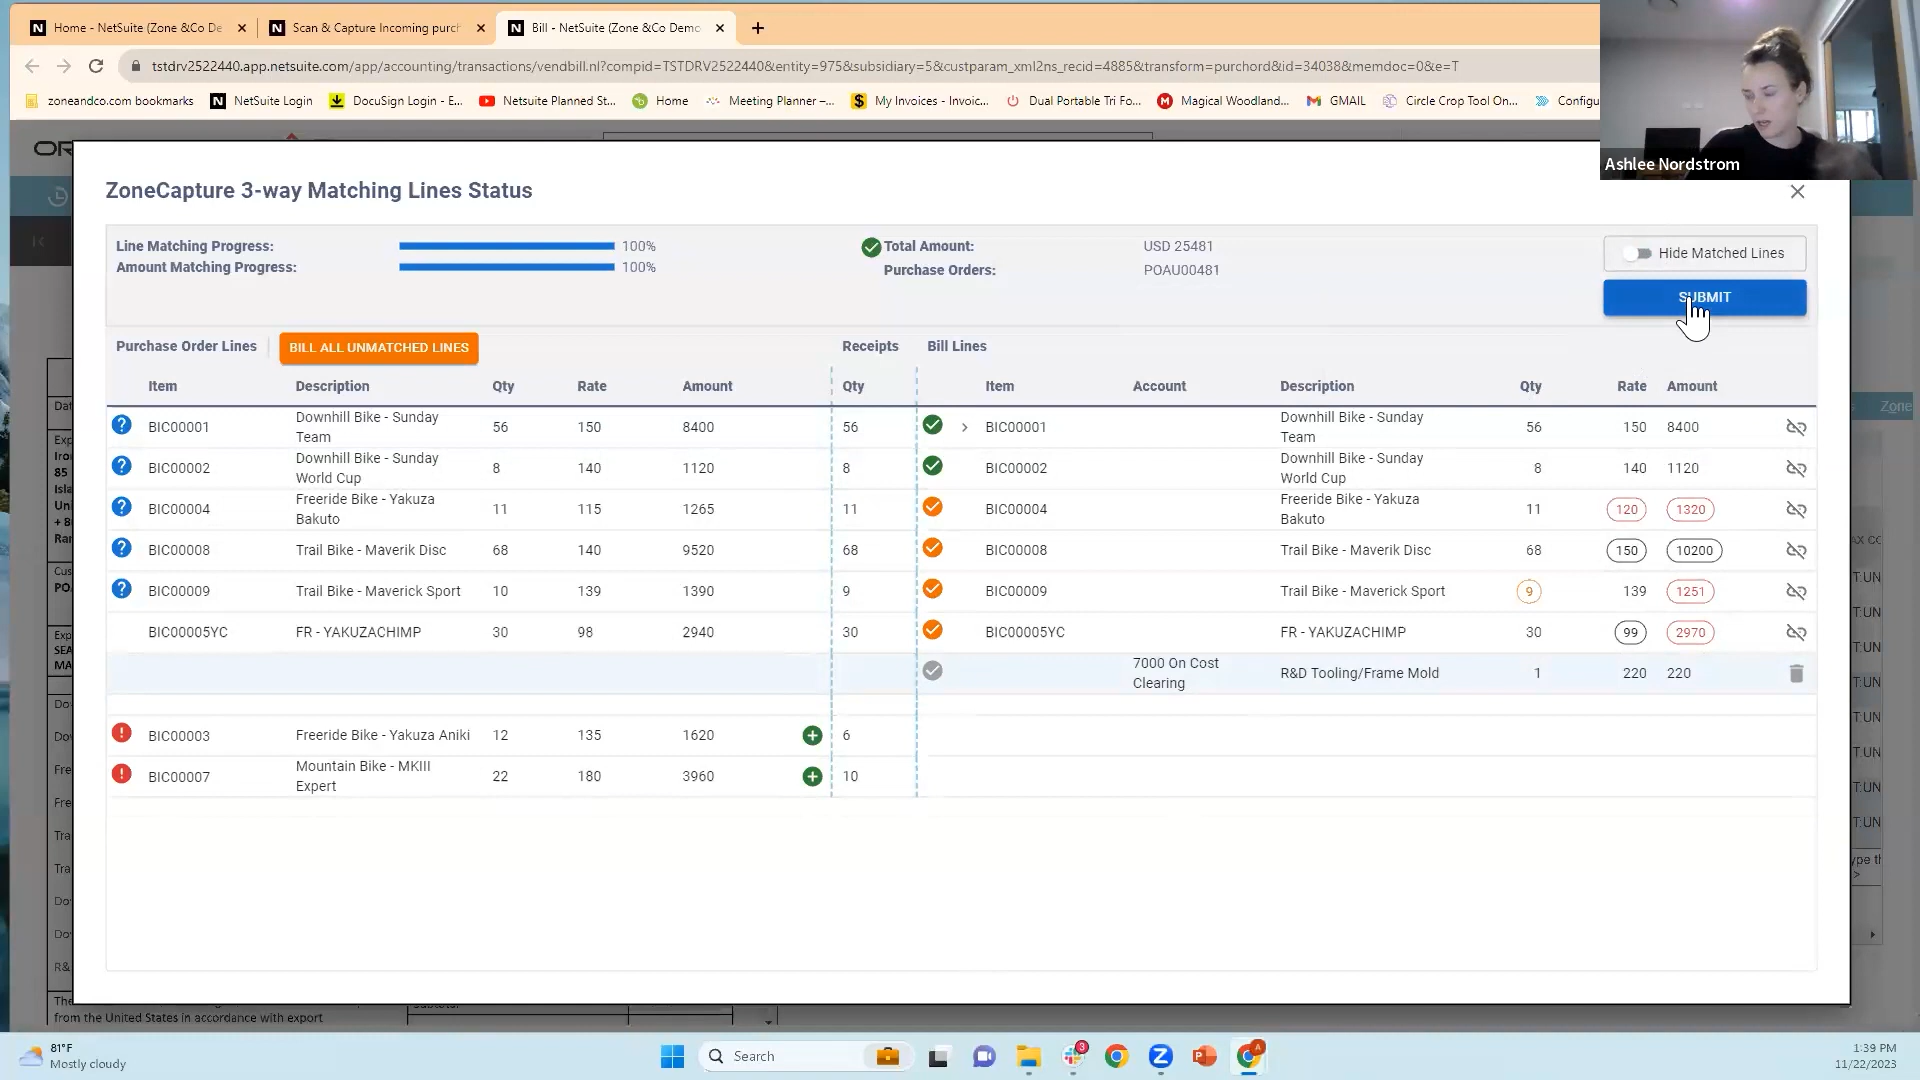 Home - NetSuite (Zone &Co De
Scan & Capture Incoming purch
Bill - NetSuite (Zone &Co Demo
tstdrv2522440.app.netsuite.com/app/accounting/transactions/vendbill.nl?compid=TSTDRV2522440&entity=975&subsidiary=5&custparam_xml2ns_recid=4885&transform=purchord&id=34038&memdoc=0&e=T
zoneandco.com bookmarks NetSuite Login DocuSign Login - E... Netsuite Planned St... Home Meeting Planner –... My Invoices - Invoic... Dual Portable Tri Fo... Magical Woodland... GMAIL Circle Crop Tool On... Configu
Ashlee Nordstrom
ZoneCapture 3-way Matching Lines Status
Line Matching Progress: 100%
Amount Matching Progress: 100%
Total Amount: USD 25481
Purchase Orders: POAU00481
Hide Matched Lines
SUBMIT
Purchase Order Lines BILL ALL UNMATCHED LINES Receipts Bill Lines
Item Description Qty Rate Amount Qty Item Account Description Qty Rate Amount
BIC00001 Downhill Bike - Sunday Team 56 150 8400 56 BIC00001 Downhill Bike - Sunday Team 56 150 8400
BIC00002 Downhill Bike - Sunday World Cup 8 140 1120 8 BIC00002 Downhill Bike - Sunday World Cup 8 140 1120
BIC00004 Freeride Bike - Yakuza Bakuto 11 115 1265 11 BIC00004 Freeride Bike - Yakuza Bakuto 11 120 1320
BIC00008 Trail Bike - Maverik Disc 68 140 9520 68 BIC00008 Trail Bike - Maverik Disc 68 150 10200
BIC00009 Trail Bike - Maverick Sport 10 139 1390 9 BIC00009 Trail Bike - Maverick Sport 9 139 1251
BIC00005YC FR - YAKUZACHIMP 30 98 2940 30 BIC00005YC FR - YAKUZACHIMP 30 99 2970
7000 On Cost Clearing R&D Tooling/Frame Mold 1 220 220
BIC00003 Freeride Bike - Yakuza Aniki 12 135 1620 6
BIC00007 Mountain Bike - MKIII Expert 22 180 3960 10
from the United States in accordance with export
81°F
Mostly cloudy
Search
3
1:39 PM
11/22/2023